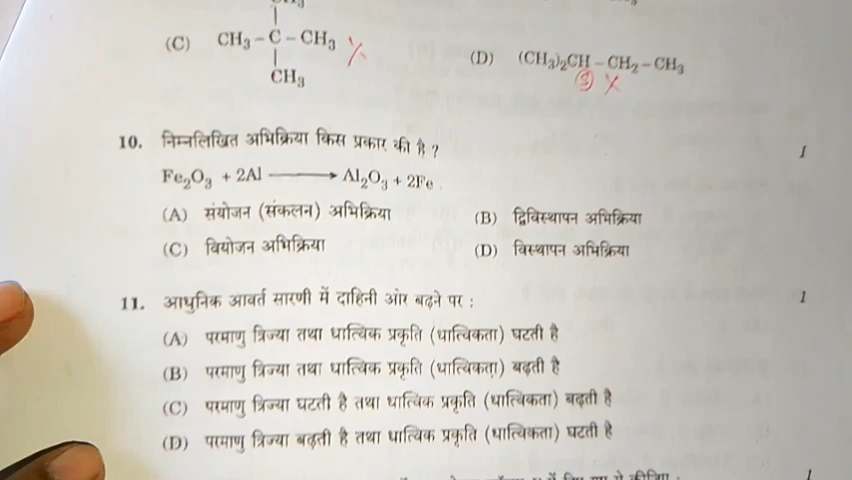 (C) CH₃ – C – CH₃
CH₃
(D) (CH₃)₂CH – CH₂ – CH₃
10. निम्नलिखित अभिक्रिया किस प्रकार की है ? 1
Fe₂O₃ + 2Al ⟶ Al₂O₃ + 2Fe
(A) संयोजन (संकलन) अभिक्रिया (B) द्विविस्थापन अभिक्रिया
(C) वियोजन अभिक्रिया (D) विस्थापन अभिक्रिया
11. आधुनिक आवर्त सारणी में दाहिनी ओर बढ़ने पर : 1
(A) परमाणु त्रिज्या तथा धात्विक प्रकृति (धात्विकता) घटती है
(B) परमाणु त्रिज्या तथा धात्विक प्रकृति (धात्विकता) बढ़ती है
(C) परमाणु त्रिज्या घटती है तथा धात्विक प्रकृति (धात्विकता) बढ़ती है
(D) परमाणु त्रिज्या बढ़ती है तथा धात्विक प्रकृति (धात्विकता) घटती है